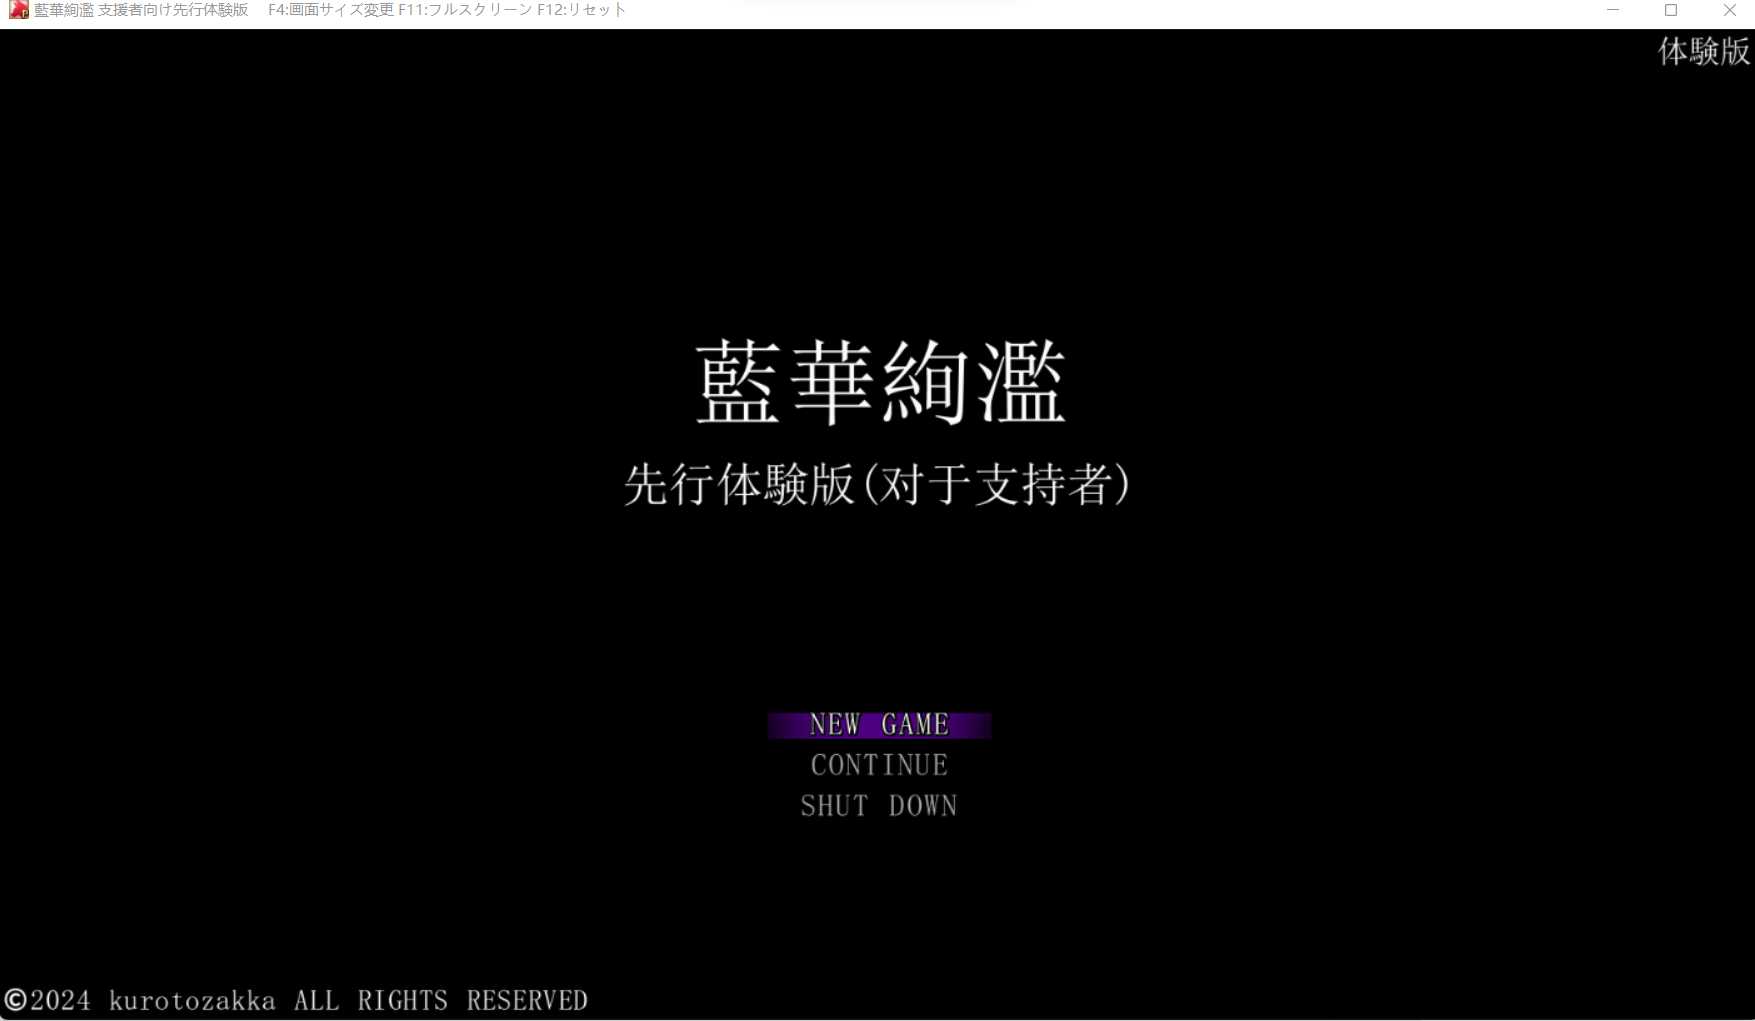 藍華絢濫 支援者向け先行体験版　 F4:画面サイズ変更 F11:フルスクリーン F12:リセット
体験版
藍華絢濫
先行体験版(对于支持者)
NEW GAME
CONTINUE
SHUT DOWN
©2024 kurotozakka ALL RIGHTS RESERVED